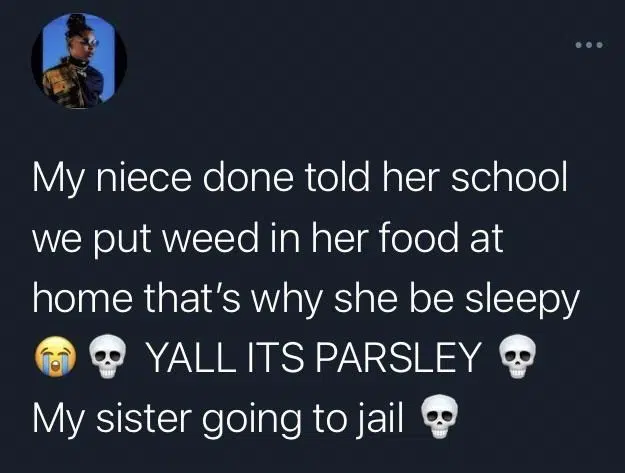 My niece done told her school
we put weed in her food at
home that's why she be sleepy
😭💀 YALL ITS PARSLEY 💀
My sister going to jail 💀